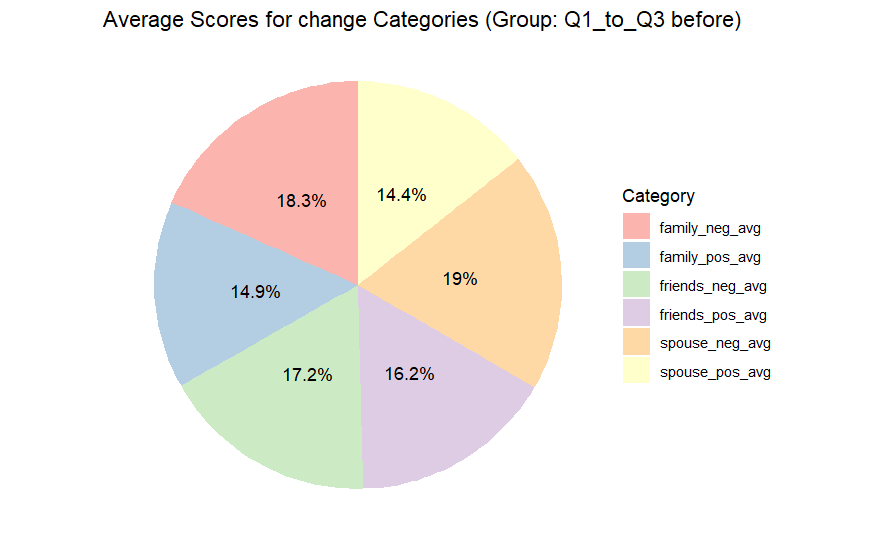 Average Scores for change Categories (Group: Q1_to_Q3 before)
18.3%
14.4%
14.9%
19%
17.2%
16.2%
Category
family_neg_avg
family_pos_avg
friends_neg_avg
friends_pos_avg
spouse_neg_avg
spouse_pos_avg